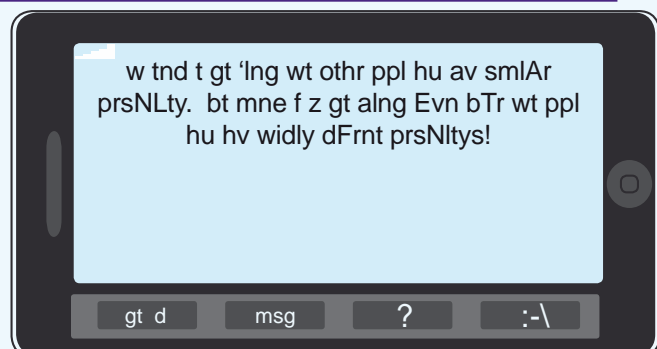 w tnd t gt ‘lng wt othr ppl hu av smlAr
prsNLty.  bt mne f z gt alng Evn bTr wt ppl
hu hv widly dFrnt prsNltys!
gt d
msg
?
:-\